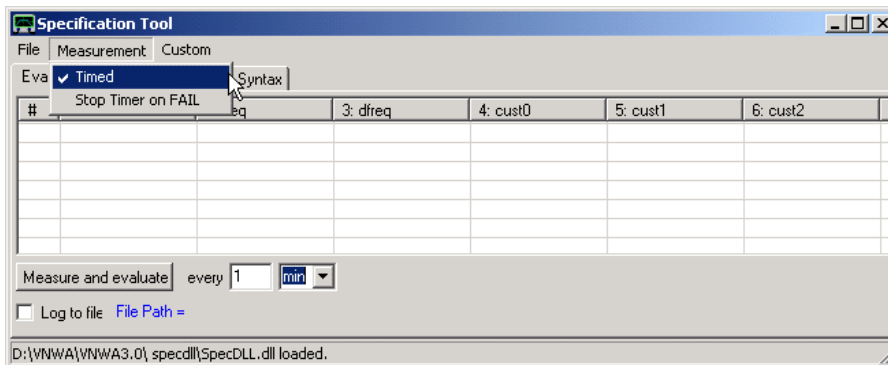 Specification Tool
File Measurement Custom
Eva Syntax
Timed
Stop Timer on FAIL
# eq 3: dfreq 4: cust0 5: cust1 6: cust2
Measure and evaluate every 1 min
Log to file File Path =
D:\VNWA\VNWA3.0\ specdll\SpecDLL.dll loaded.